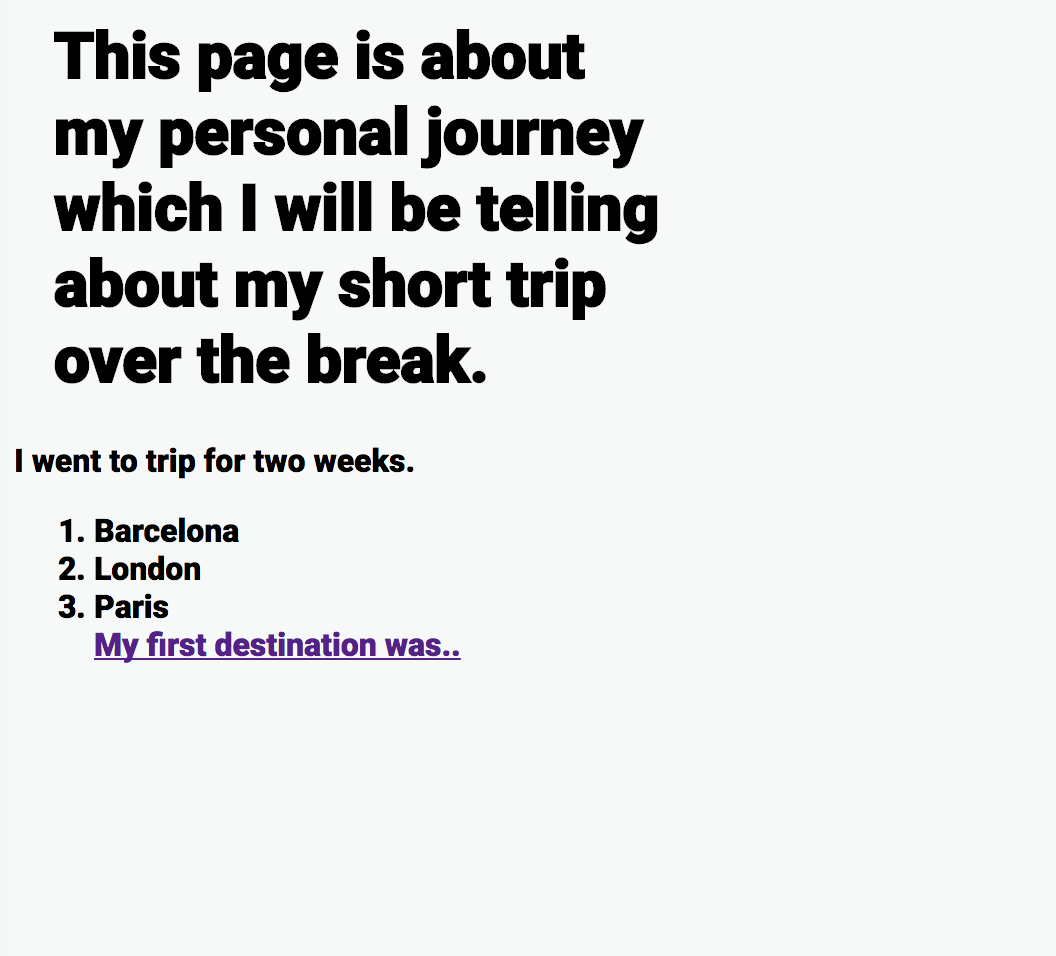 This page is about
my personal journey
which I will be telling
about my short trip
over the break.
I went to trip for two weeks.
1. Barcelona
2. London
3. Paris
My first destination was..